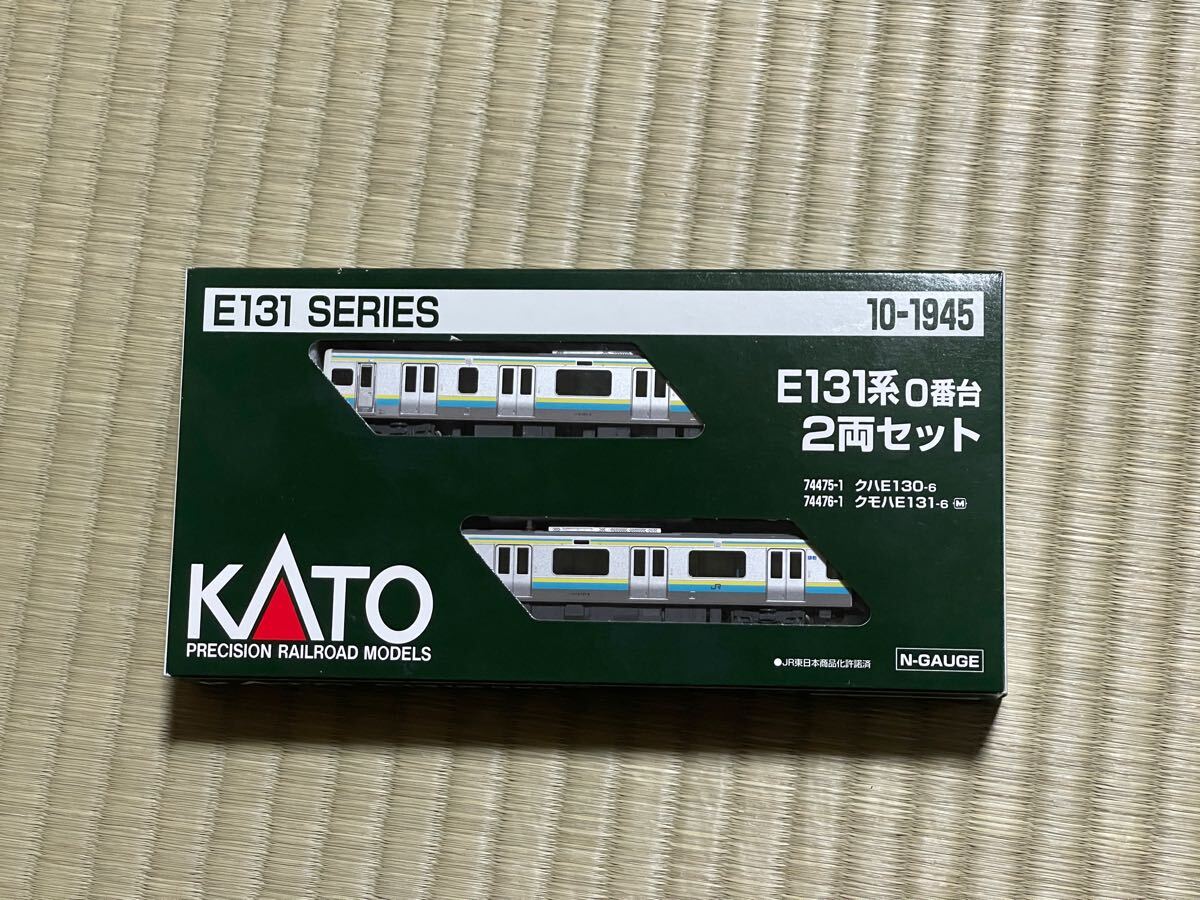 E131 SERIES
10-1945
E131系 0番台
2両セット
74475-1 クハE130-6
74476-1 クモハE131-6 M
KATO
PRECISION RAILROAD MODELS
JR
●JR東日本商品化許諾済
N-GAUGE